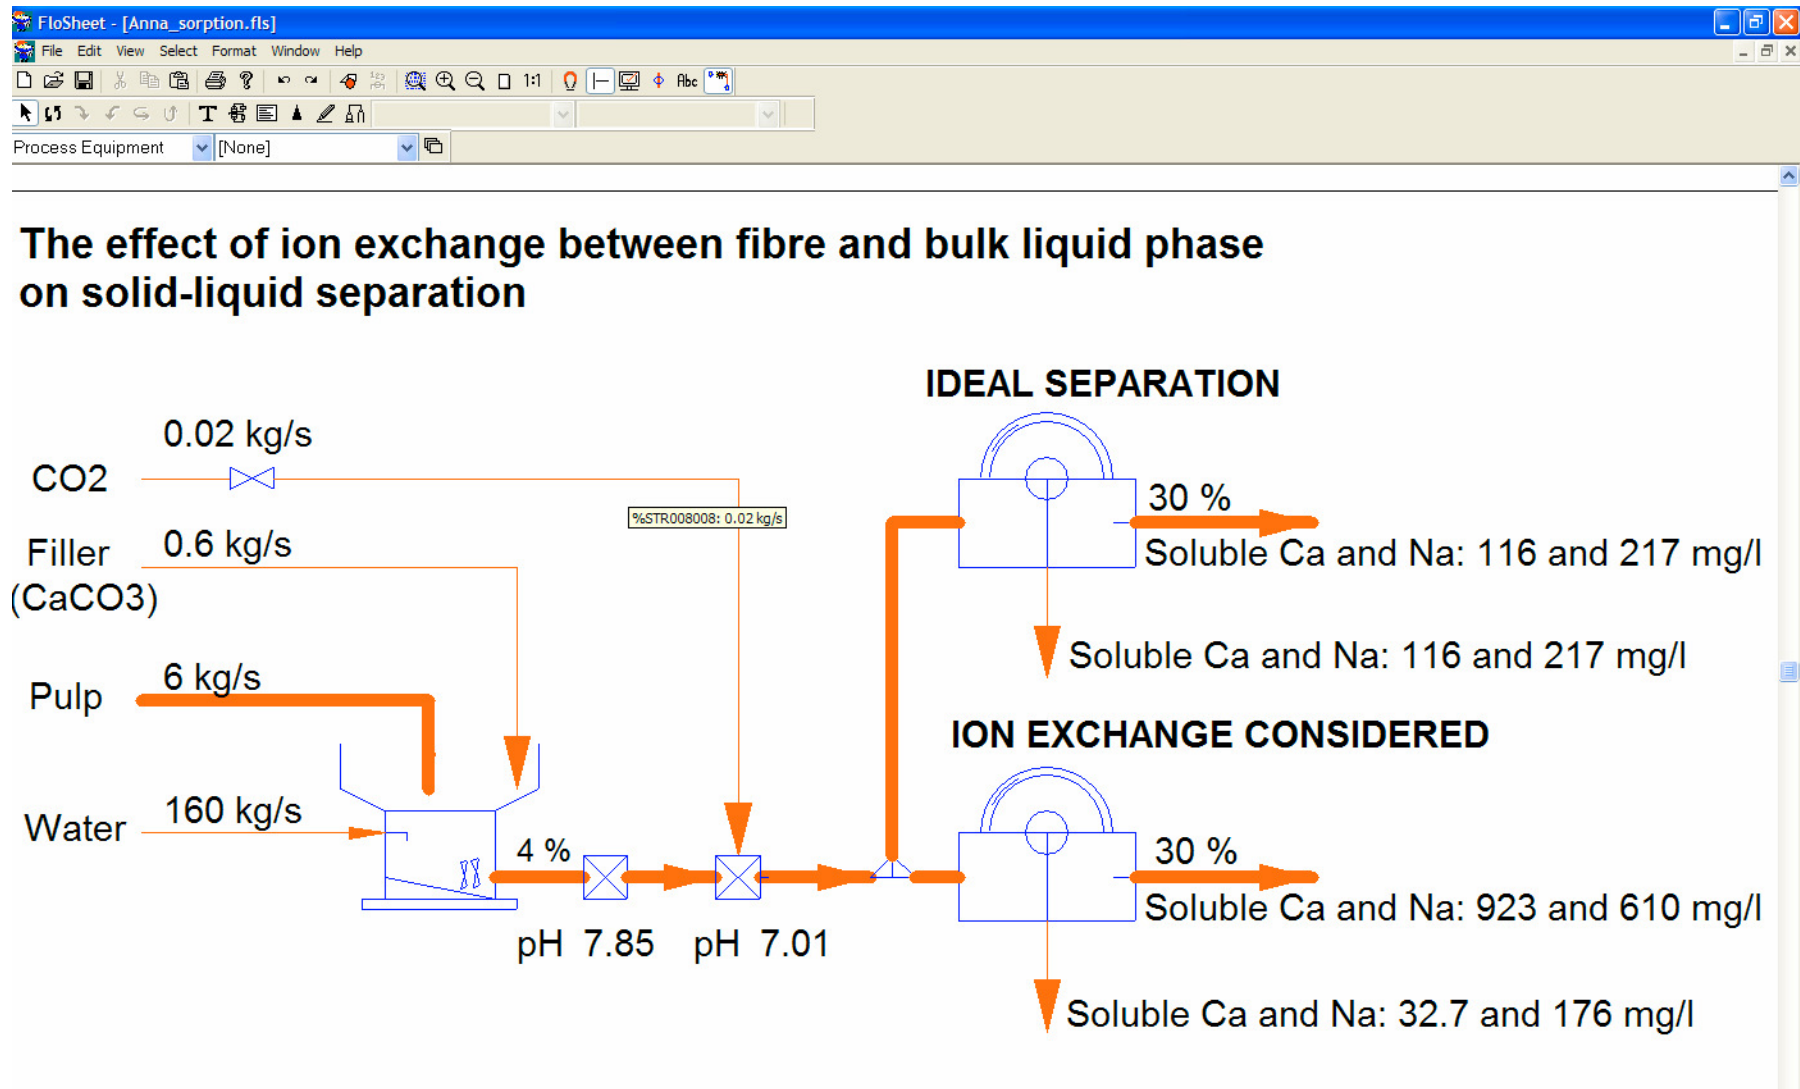 FloSheet - [Anna_sorption.fls]
File Edit View Select Format Window Help
1:1 Abc
T
Process Equipment [None]
The effect of ion exchange between fibre and bulk liquid phase
on solid-liquid separation
IDEAL SEPARATION
0.02 kg/s
CO2
30 %
%STR008008: 0.02 kg/s
0.6 kg/s
Filler
(CaCO3)
Soluble Ca and Na: 116 and 217 mg/l
Soluble Ca and Na: 116 and 217 mg/l
6 kg/s
Pulp
ION EXCHANGE CONSIDERED
160 kg/s
Water
4 %
30 %
Soluble Ca and Na: 923 and 610 mg/l
pH 7.85 pH 7.01
Soluble Ca and Na: 32.7 and 176 mg/l